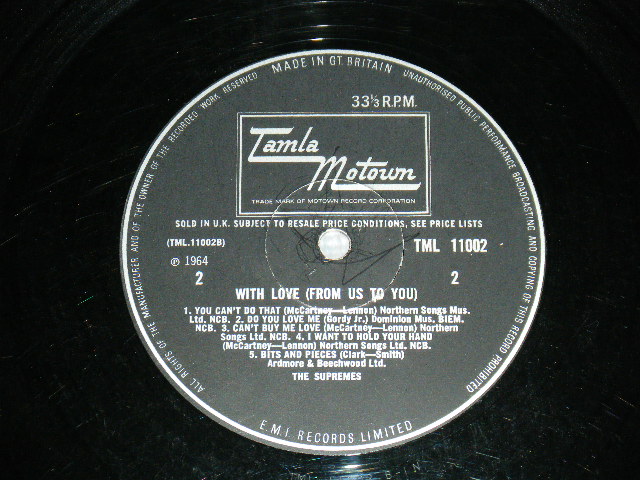 MADE IN GT. BRITAIN
UNAUTHORISED PUBLIC PERFORMANCE BROADCASTING AND COPYING OF THIS RECORD PROHIBITED
ALL RIGHTS OF THE MANUFACTURER AND OF THE OWNER OF THE RECORDED WORK RESERVED
33⅓ R.P.M.
Tamla
Motown
TRADE MARK OF MOTOWN RECORD CORPORATION
SOLD IN U.K. SUBJECT TO RESALE PRICE CONDITIONS, SEE PRICE LISTS
(TML.11002B)
TML 11002
℗ 1964
2
2
WITH LOVE (FROM US TO YOU)
1. YOU CAN'T DO THAT (McCartney—Lennon) Northern Songs Mus.
Ltd. NCB. 2. DO YOU LOVE ME (Gordy Jr.) Dominion Mus. BIEM.
NCB. 3. CAN'T BUY ME LOVE (McCartney—Lennon) Northern
Songs Ltd. NCB. 4. I WANT TO HOLD YOUR HAND
(McCartney—Lennon) Northern Songs Ltd. NCB.
5. BITS AND PIECES (Clark—Smith)
Ardmore & Beechwood Ltd.
THE SUPREMES
E.M.I. RECORDS LIMITED